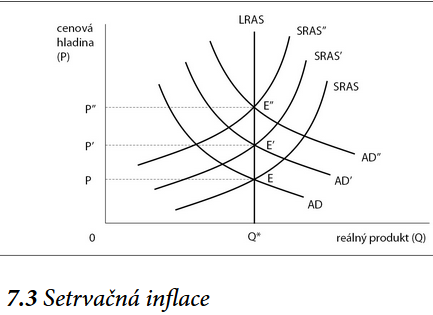 cenová
hladina
(P)
LRAS
SRAS”
SRAS’
SRAS
P”
E”
P’
E’
AD”
P
E
AD’
AD
0
Q*
reálný produkt (Q)
7.3 Setrvačná inflace